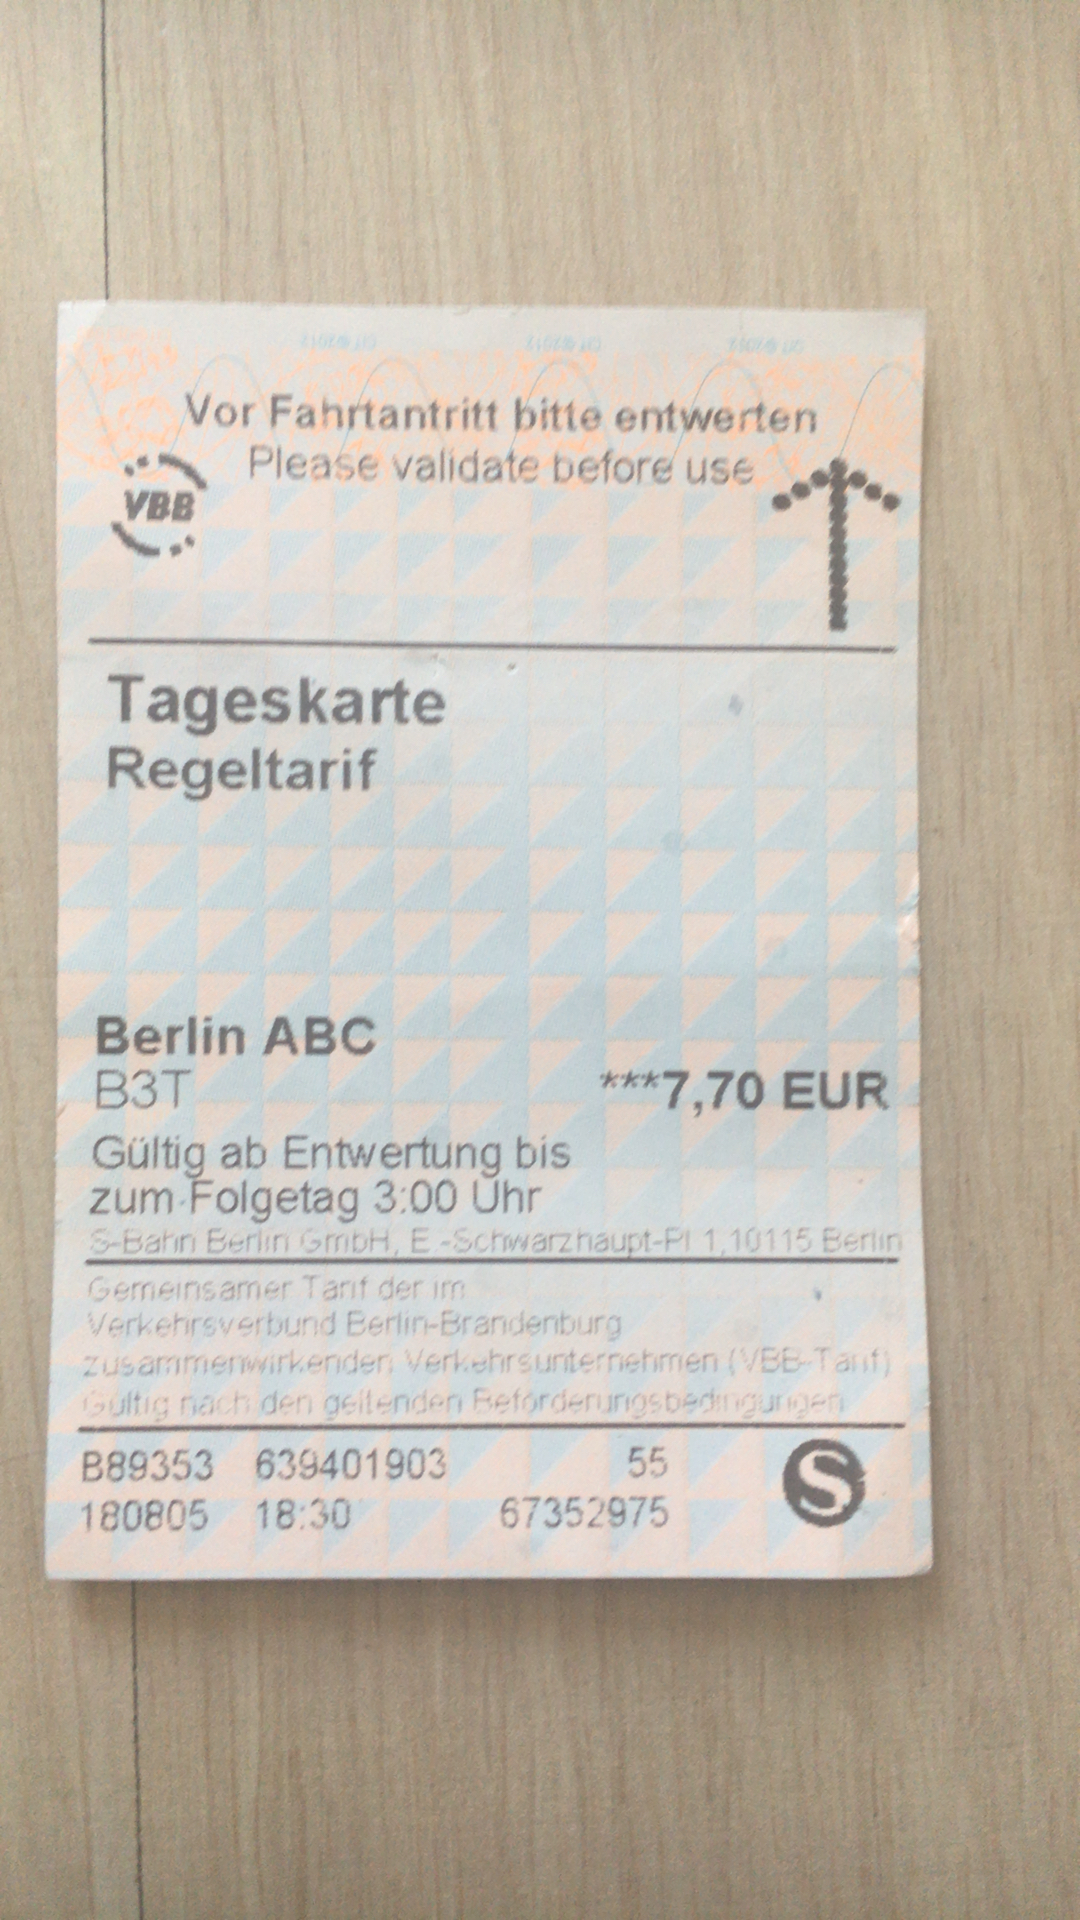 Vor Fahrtantritt bitte entwerten
Please validate before use
VBB
Tageskarte
Regeltarif
Berlin ABC
B3T ***7,70 EUR
Gültig ab Entwertung bis
zum Folgetag 3:00 Uhr
S-Bahn Berlin GmbH, E.-Schwarzhaupt-Pl 1,10115 Berlin
Gemeinsamer Tarif der im
Verkehrsverbund Berlin-Brandenburg
zusammenwirkenden Verkehrsunternehmen (VBB-Tarif)
Gültig nach den geltenden Beförderungsbedingungen
B89353 639401903 55
180805 18:30 67352975
S